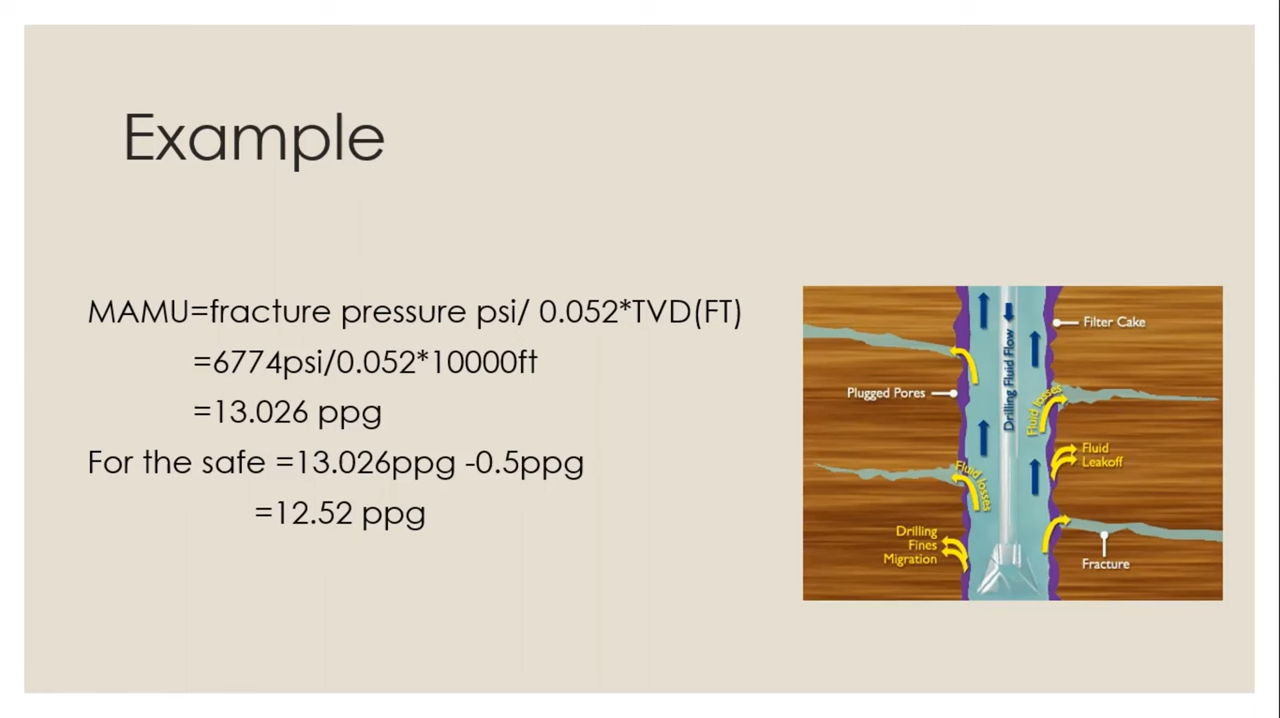 Example
MAMU=fracture pressure psi/ 0.052*TVD(FT)
=6774psi/0.052*10000ft
=13.026 ppg
For the safe =13.026ppg -0.5ppg
=12.52 ppg
Filter Cake
Drilling Fluid Flow
Plugged Pores
Fluid losses
Fluid
Leakoff
Fluid losses
Drilling
Fines
Migration
Fracture